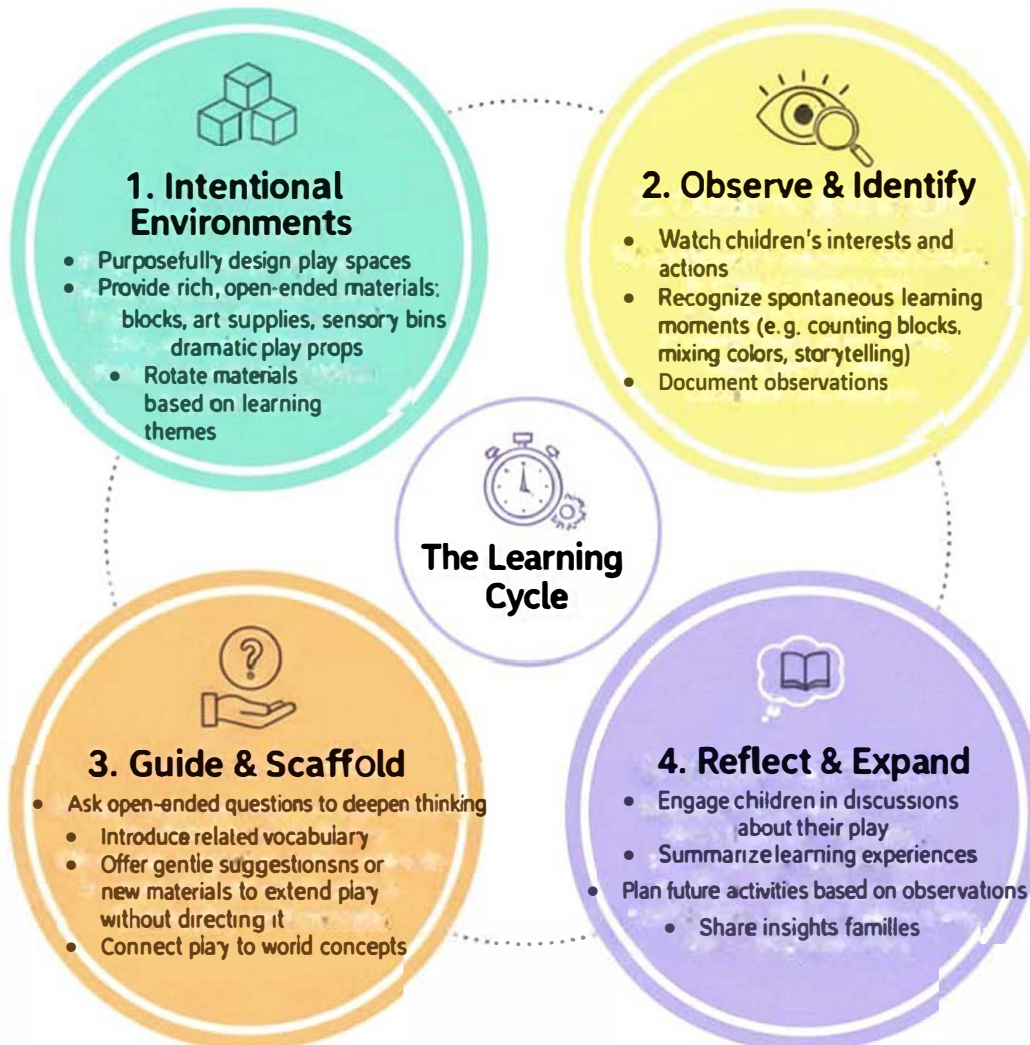 1. Intentional
Environments
• Purposefully design play spaces
• Provide rich, open-ended materials:
blocks, art supplies, sensory bins
dramatic play props
• Rotate materials
based on learning
themes
2. Observe & Identify
• Watch children's interests and
actions
• Recognize spontaneous learning
moments (e.g. counting blocks,
mixing colors, storytelling)
• Document observations
The Learning
Cycle
3. Guide & Scaffold
• Ask open-ended questions to deepen thinking
• Introduce related vocabulary
• Offer gentle suggestionsns or
new materials to extend play
without directing it
• Connect play to world concepts
4. Reflect & Expand
• Engage children in discussions
about their play
• Summarize learning experiences
• Plan future activities based on observations
• Share insights families